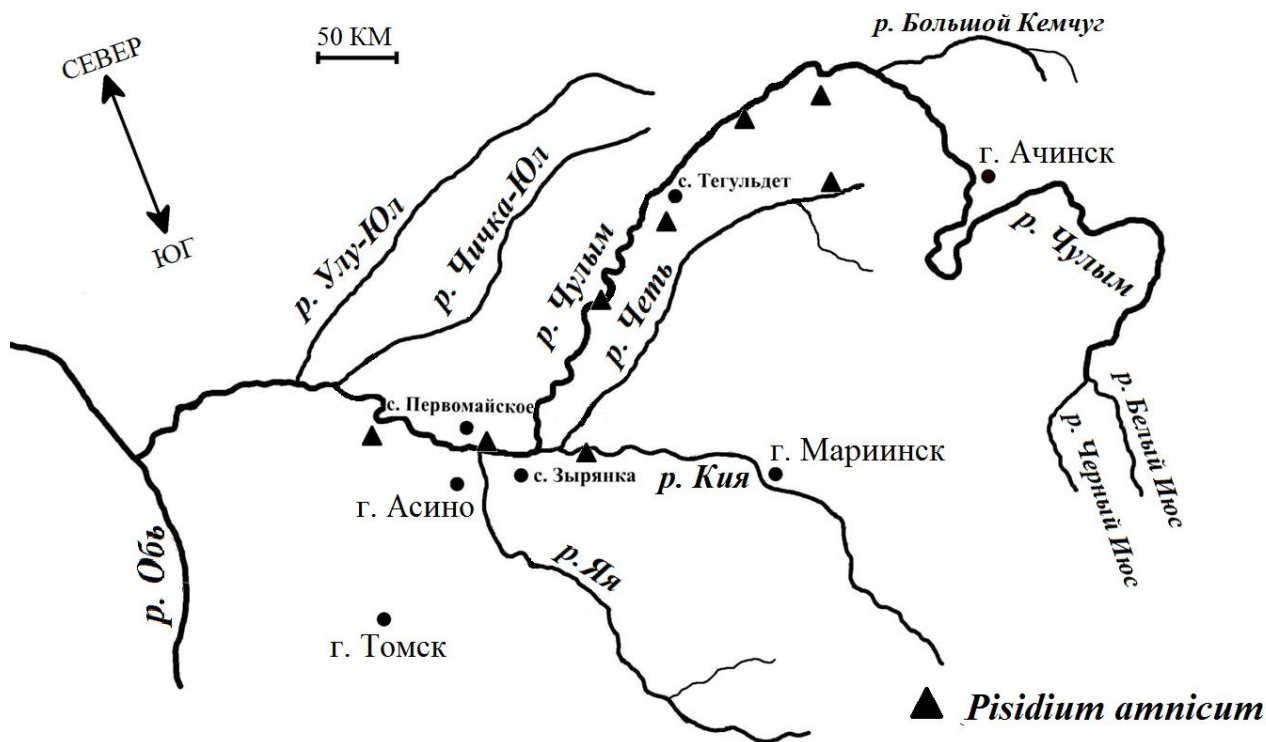 р. Большой Кемчуг
50 КМ
СЕВЕР
ЮГ
г. Ачинск
с. Тегульдет
р. Улу-Юл
р. Чичка-Юл
р. Чулым
р. Четь
р. Чулым
с. Первомайское
г. Мариинск
с. Зырянка
р. Кия
г. Асино
р. Белый Июс
р. Черный Июс
р. Обь
р. Яя
г. Томск
Pisidium amnicum